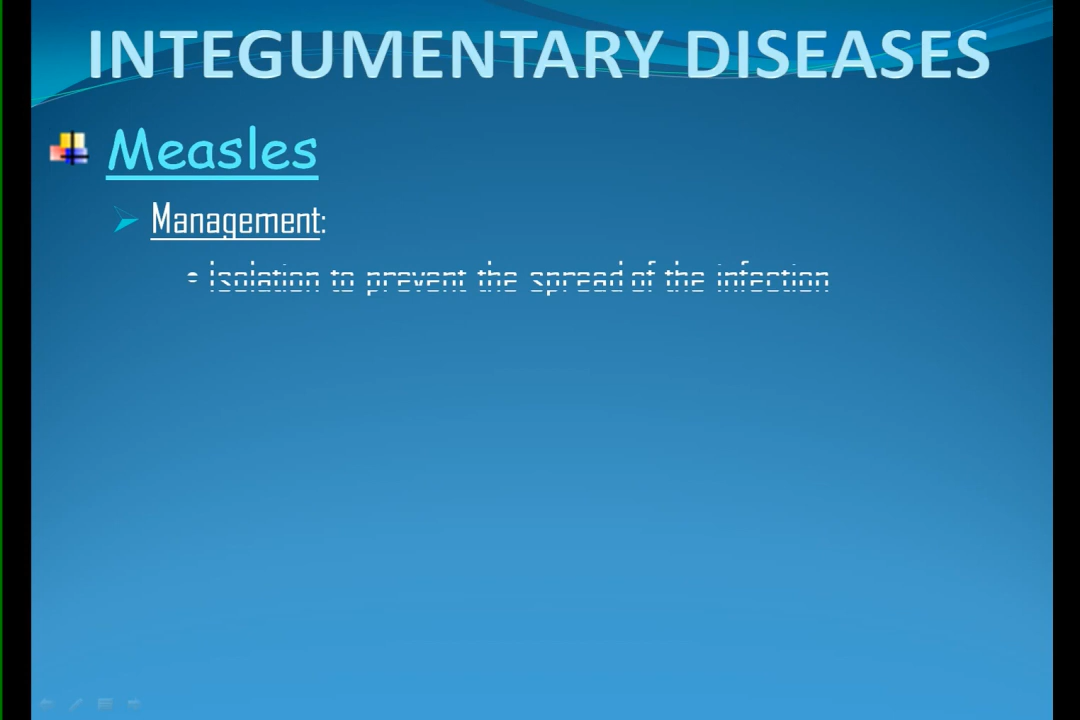 INTEGUMENTARY DISEASES
Measles
Management:
• Isolation to prevent the spread of the infection